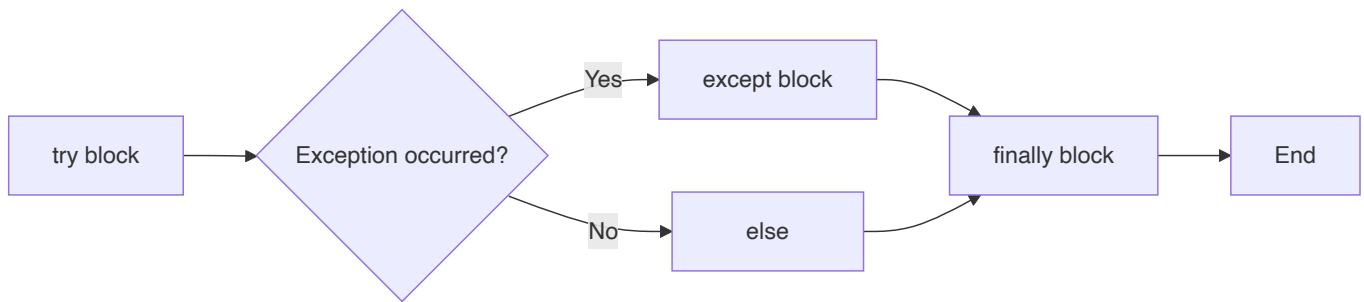 try block
Exception occurred?
Yes
except block
No
else
finally block
End